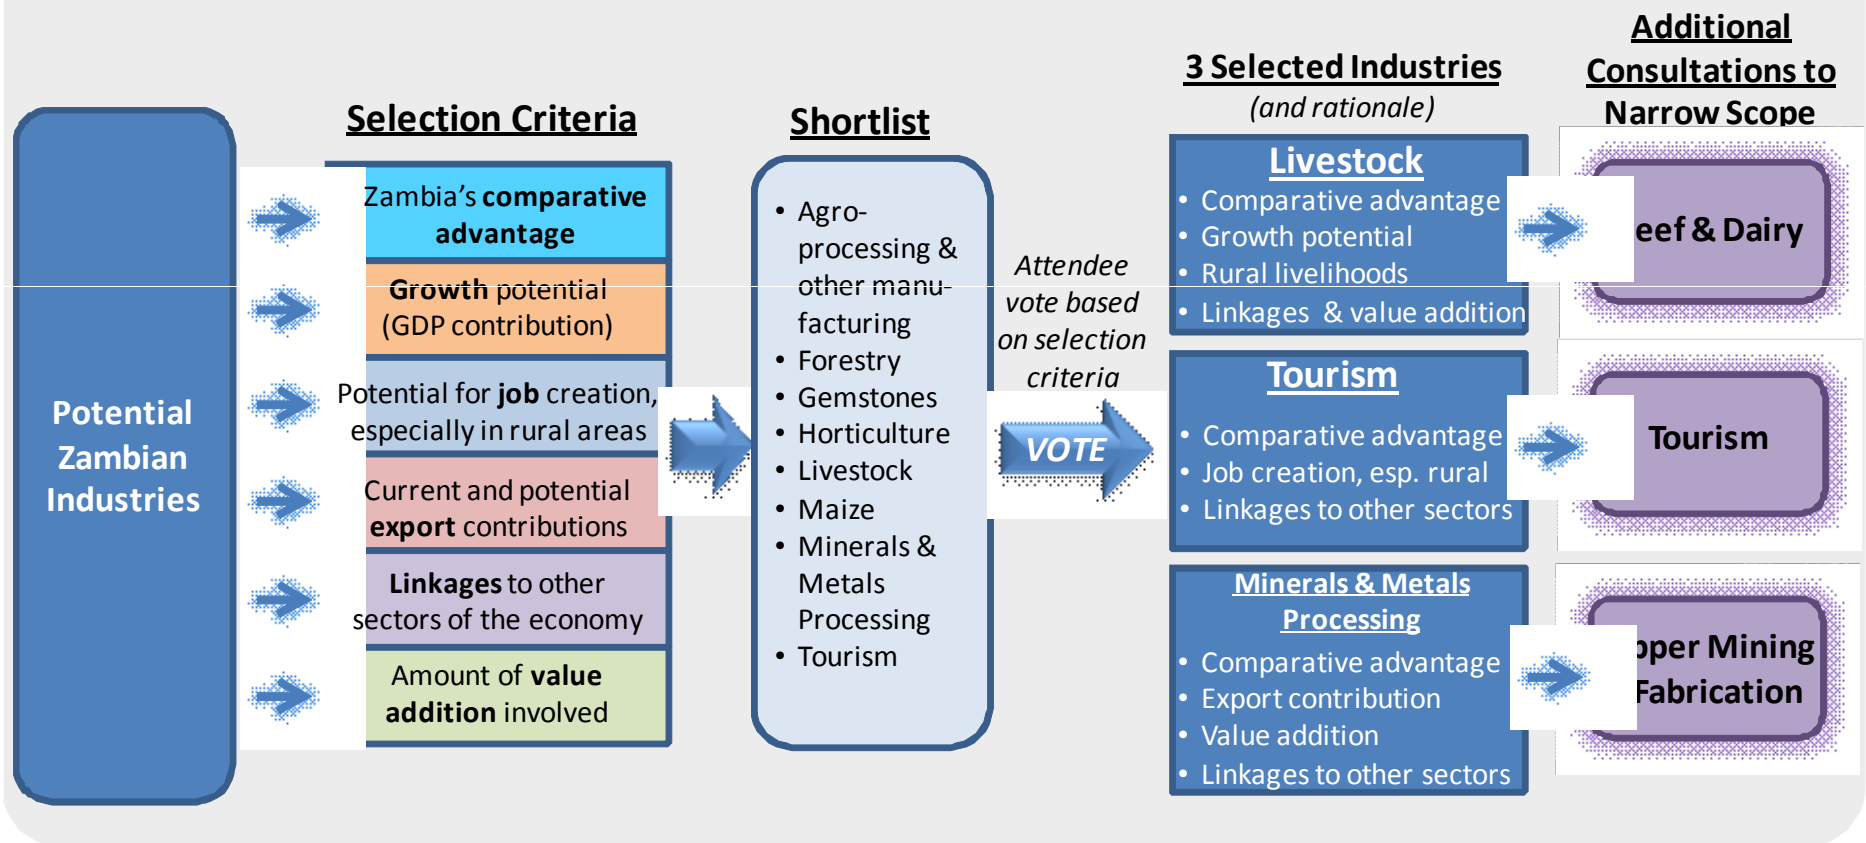 Potential
Zambian
Industries
Selection Criteria
Zambia's comparative
advantage
Growth potential
(GDP contribution)
Potential for job creation,
especially in rural areas
Current and potential
export contributions
Linkages to other
sectors of the economy
Amount of value
addition involved
Shortlist
• Agro-
processing &
other manu-
facturing
• Forestry
• Gemstones
• Horticulture
• Livestock
• Maize
• Minerals &
Metals
Processing
• Tourism
Attendee
vote based
on selection
criteria
VOTE
3 Selected Industries
(and rationale)
Livestock
• Comparative advantage
• Growth potential
• Rural livelihoods
• Linkages & value addition
Tourism
• Comparative advantage
• Job creation, esp. rural
• Linkages to other sectors
Minerals & Metals
Processing
• Comparative advantage
• Export contribution
• Value addition
• Linkages to other sectors
Additional
Consultations to
Narrow Scope
eef & Dairy
Tourism
pper Mining
Fabrication